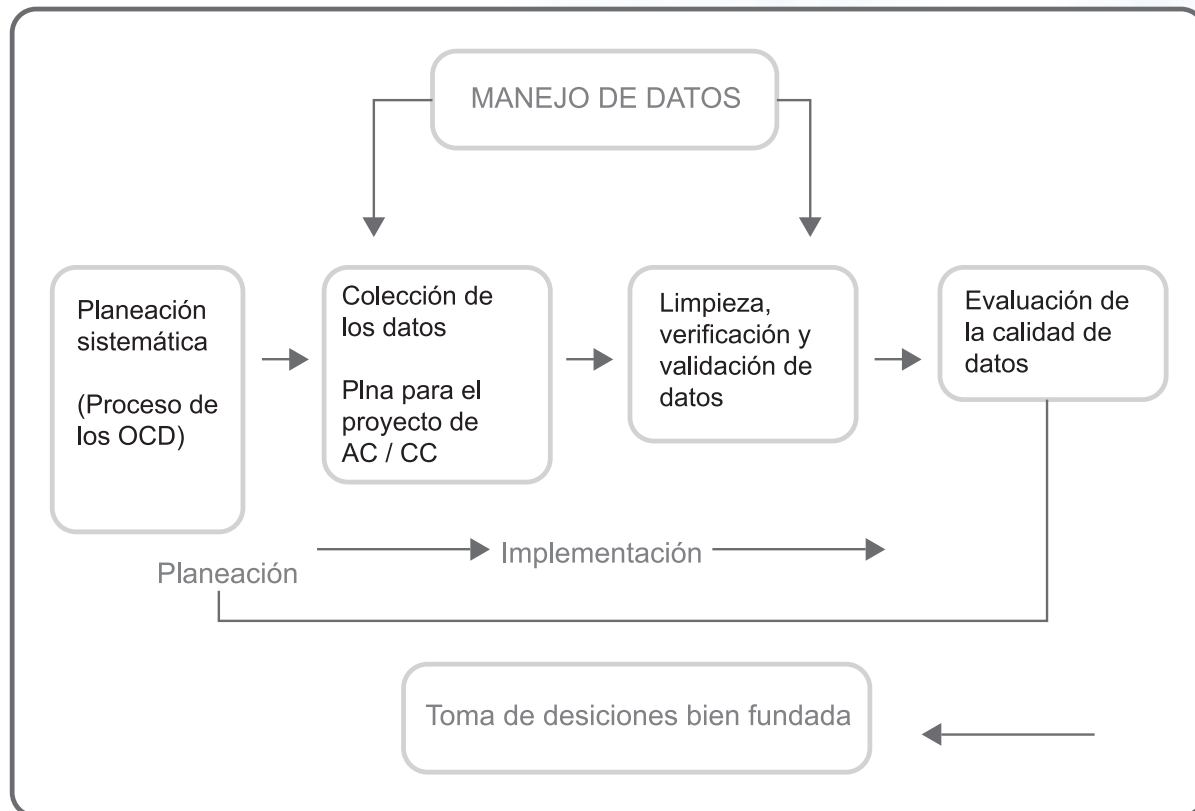 MANEJO DE DATOS
Planeación
sistemática
(Proceso de
los OCD)
Colección de
los datos
Plna para el
proyecto de
AC / CC
Limpieza,
verificación y
validación de
datos
Evaluación de
la calidad de
datos
Planeación
Implementación
Toma de desiciones bien fundada